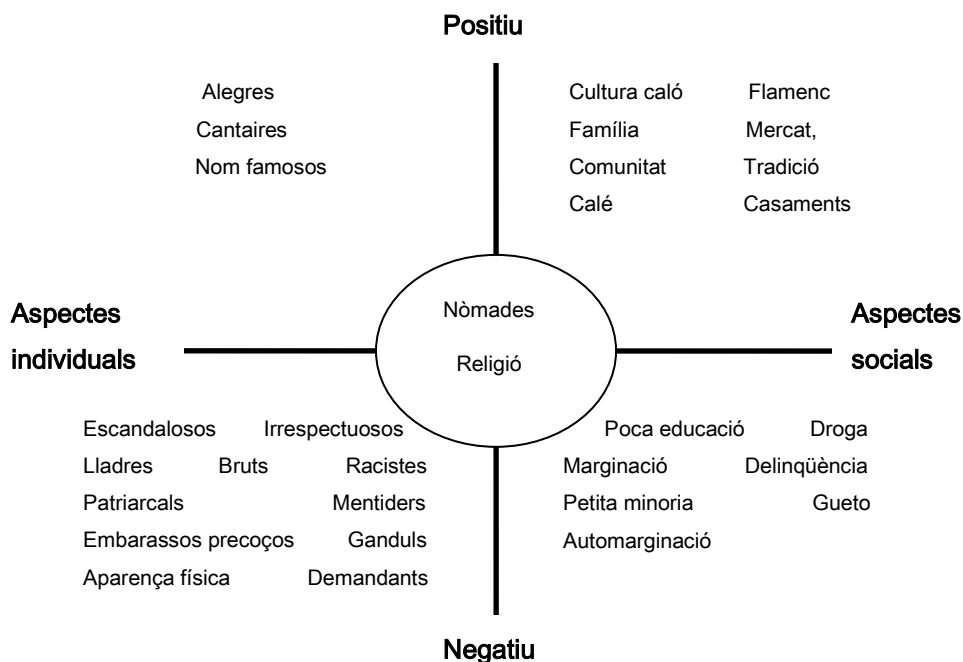 Positiu
Alegres
Cantaires
Nom famosos
Cultura caló Flamenc
Família Mercat,
Comunitat Tradició
Calé Casaments
Aspectes
individuals
Nòmades
Religió
Aspectes
socials
Escandalosos Irrespectuosos
Lladres Bruts Racistes
Patriarcals Mentiders
Embarassos precoços Ganduls
Aparença física Demandants
Poca educació Droga
Marginació Delinqüència
Petita minoria Gueto
Automarginació
Negatiu